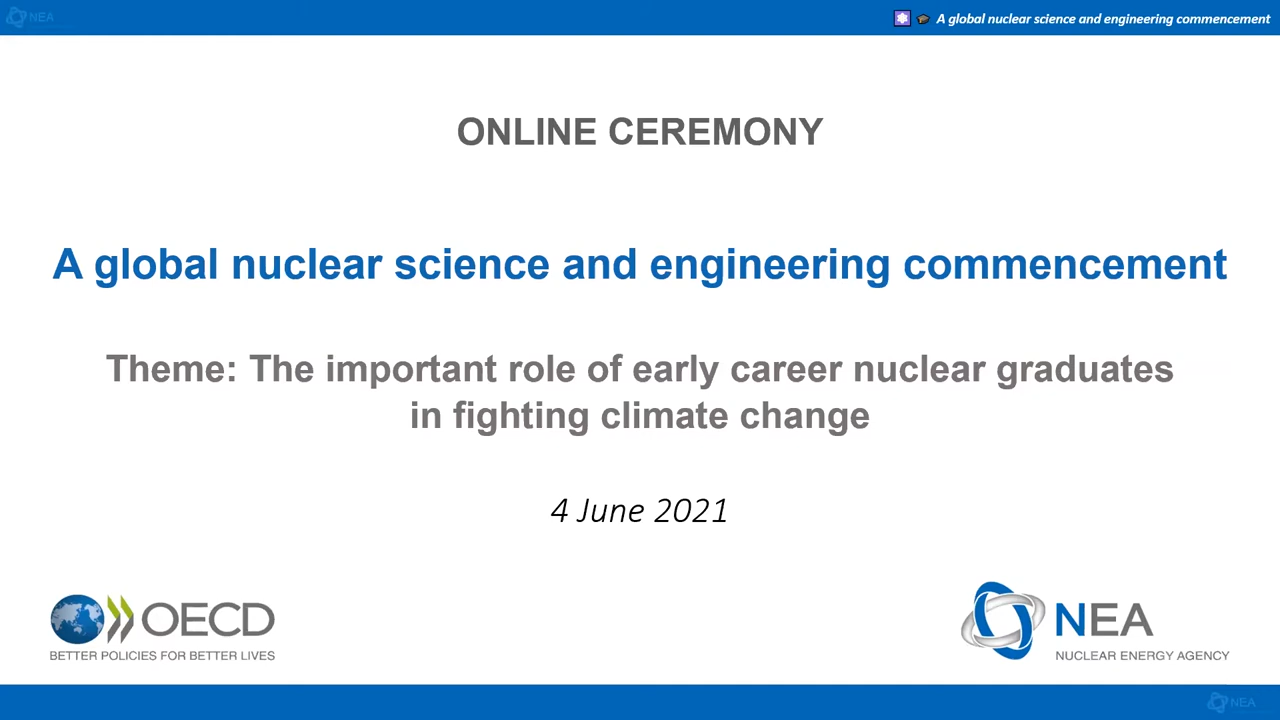 NEA
A global nuclear science and engineering commencement
ONLINE CEREMONY
A global nuclear science and engineering commencement
Theme: The important role of early career nuclear graduates
in fighting climate change
4 June 2021
OECD
BETTER POLICIES FOR BETTER LIVES
NEA
NUCLEAR ENERGY AGENCY
NEA